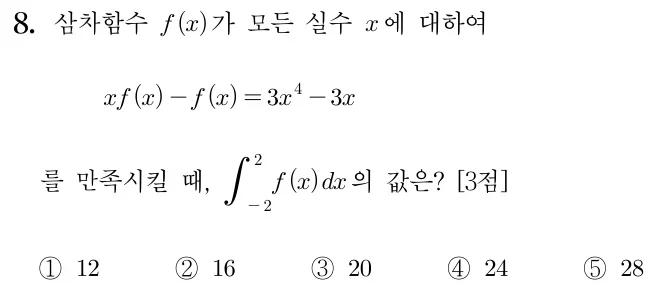 8. 삼차함수 f(x)가 모든 실수 x에 대하여
xf(x)−f(x)=3x⁴−3x
를 만족시킬 때, ∫₋₂² f(x)dx의 값은? [3점]
① 12 ② 16 ③ 20 ④ 24 ⑤ 28